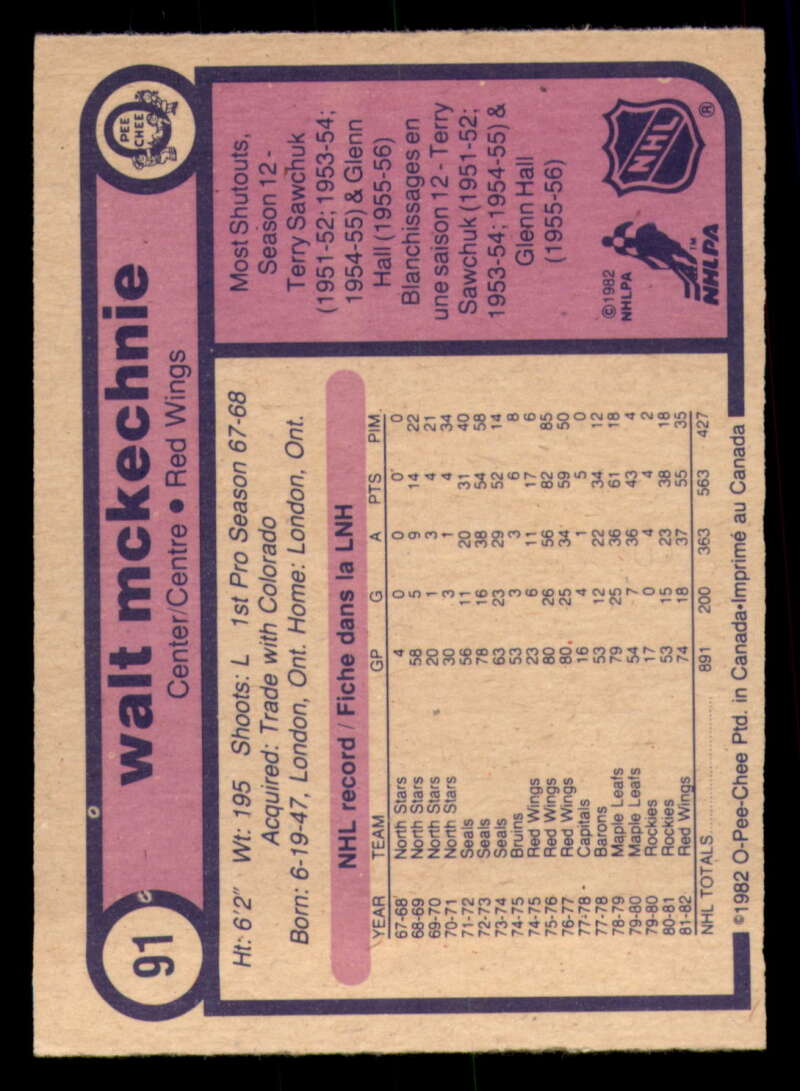 91
walt mckechnie
Center/Centre • Red Wings
PEE
CHEE
Ht: 6'2" Wt: 195 Shoots: L 1st Pro Season 67-68
Acquired: Trade with Colorado
Born: 6-19-47, London, Ont. Home: London, Ont.
NHL record / Fiche dans la LNH
YEAR TEAM GP G A PTS PIM
67-68 North Stars 4 0 0 0 0
68-69 North Stars 58 5 9 14 22
69-70 North Stars 20 1 3 4 21
70-71 North Stars 30 3 1 4 34
71-72 Seals 56 11 20 31 40
72-73 Seals 78 16 38 54 58
73-74 Seals 63 23 29 52 14
74-75 Bruins 53 3 3 6 8
74-75 Red Wings 23 6 11 17 6
75-76 Red Wings 80 26 56 82 85
76-77 Red Wings 80 25 34 59 50
77-78 Capitals 16 4 1 5 0
77-78 Barons 53 12 22 34 12
78-79 Maple Leafs 79 25 36 61 18
79-80 Maple Leafs 54 7 36 43 4
79-80 Rockies 17 0 4 4 2
80-81 Rockies 53 15 23 38 18
81-82 Red Wings 74 18 37 55 35
NHL TOTALS 891 200 363 563 427
©1982 O-Pee-Chee Ptd. in Canada•Imprimé au Canada
Most Shutouts,
Season 12 -
Terry Sawchuk
(1951-52; 1953-54;
1954-55) & Glenn
Hall (1955-56)
Blanchissages en
une saison 12 - Terry
Sawchuk (1951-52;
1953-54; 1954-55) &
Glenn Hall
(1955-56)
©1982
NHLPA
NHLPA™
NHL®